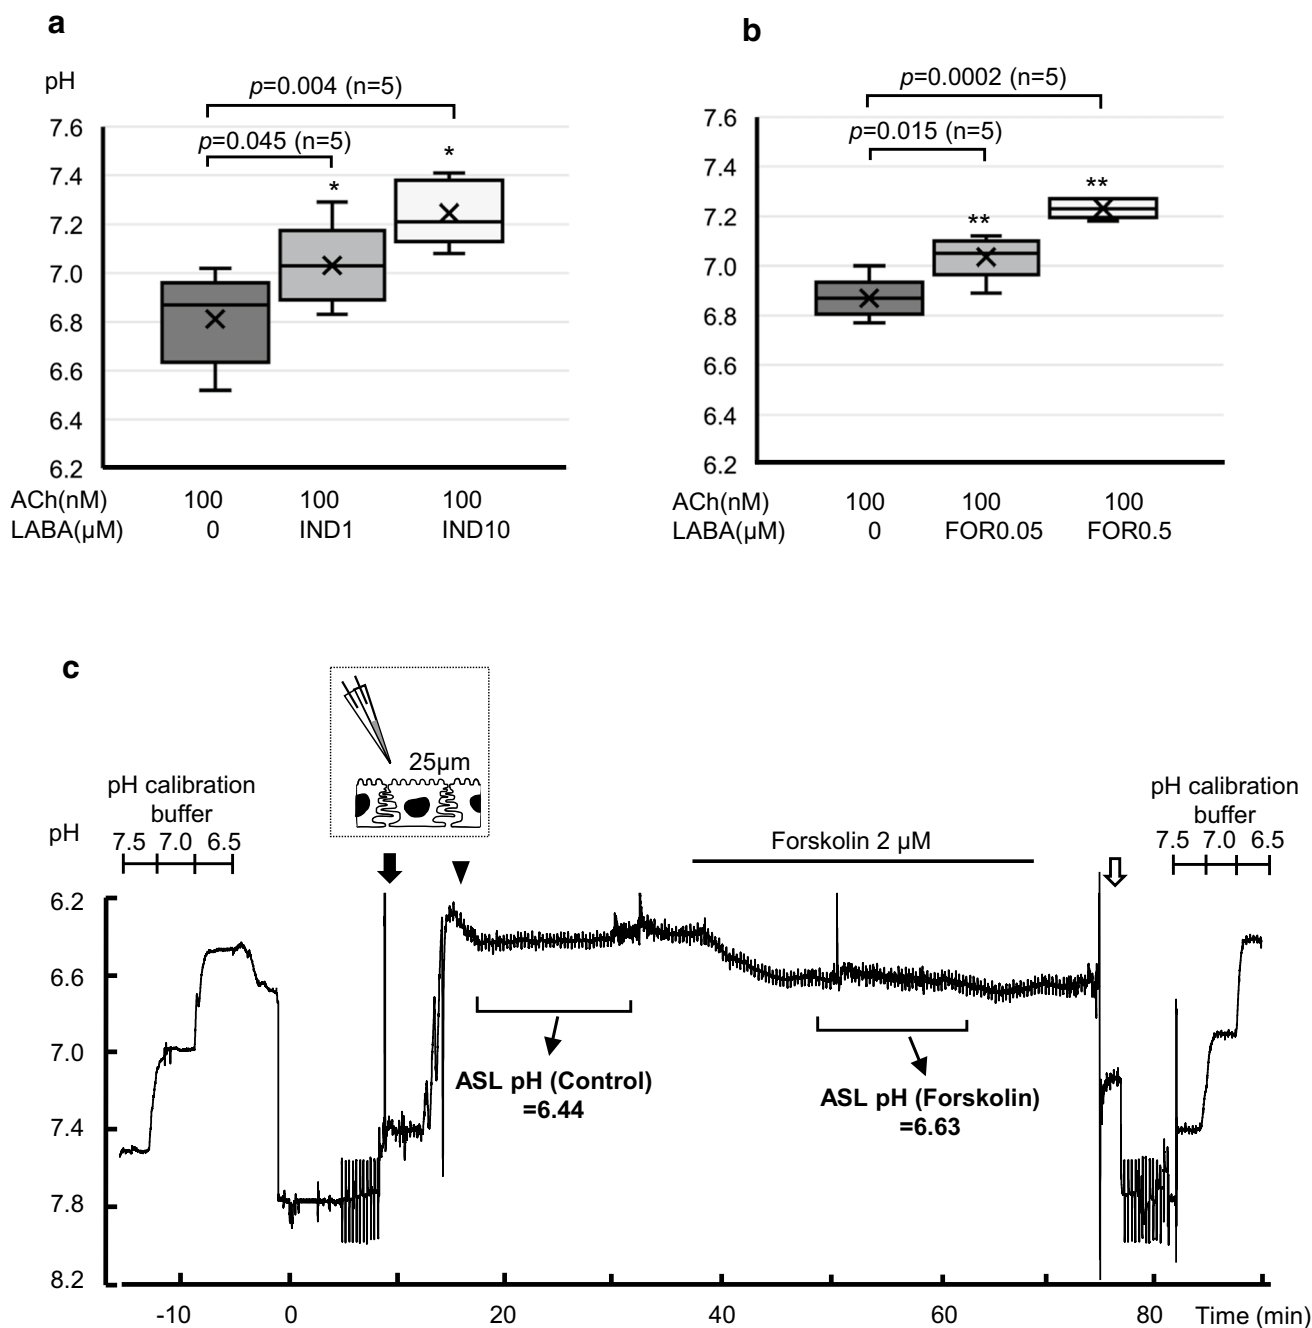 a
pH
p=0.004 (n=5)
p=0.045 (n=5)
*
*
7.6
7.4
7.2
7.0
6.8
6.6
6.4
6.2
ACh(nM) 100 100 100
LABA(µM) 0 IND1 IND10
b
p=0.0002 (n=5)
p=0.015 (n=5)
**
**
7.6
7.4
7.2
7.0
6.8
6.6
6.4
6.2
ACh(nM) 100 100 100
LABA(µM) 0 FOR0.05 FOR0.5
c
25µm
pH calibration
buffer
7.5 7.0 6.5
pH
Forskolin 2 µM
pH calibration
buffer
7.5 7.0 6.5
6.2
6.6
7.0
7.4
7.8
8.2
ASL pH (Control)
=6.44
ASL pH (Forskolin)
=6.63
-10 0 20 40 60 80 Time (min)